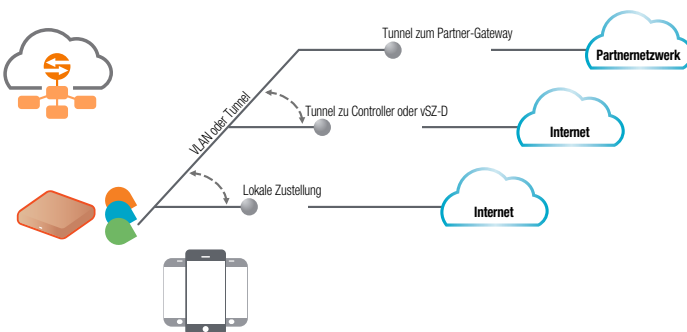 Tunnel zum Partner-Gateway
Partnernetzwerk
VLAN oder Tunnel
Tunnel zu Controller oder vSZ-D
Internet
Lokale Zustellung
Internet